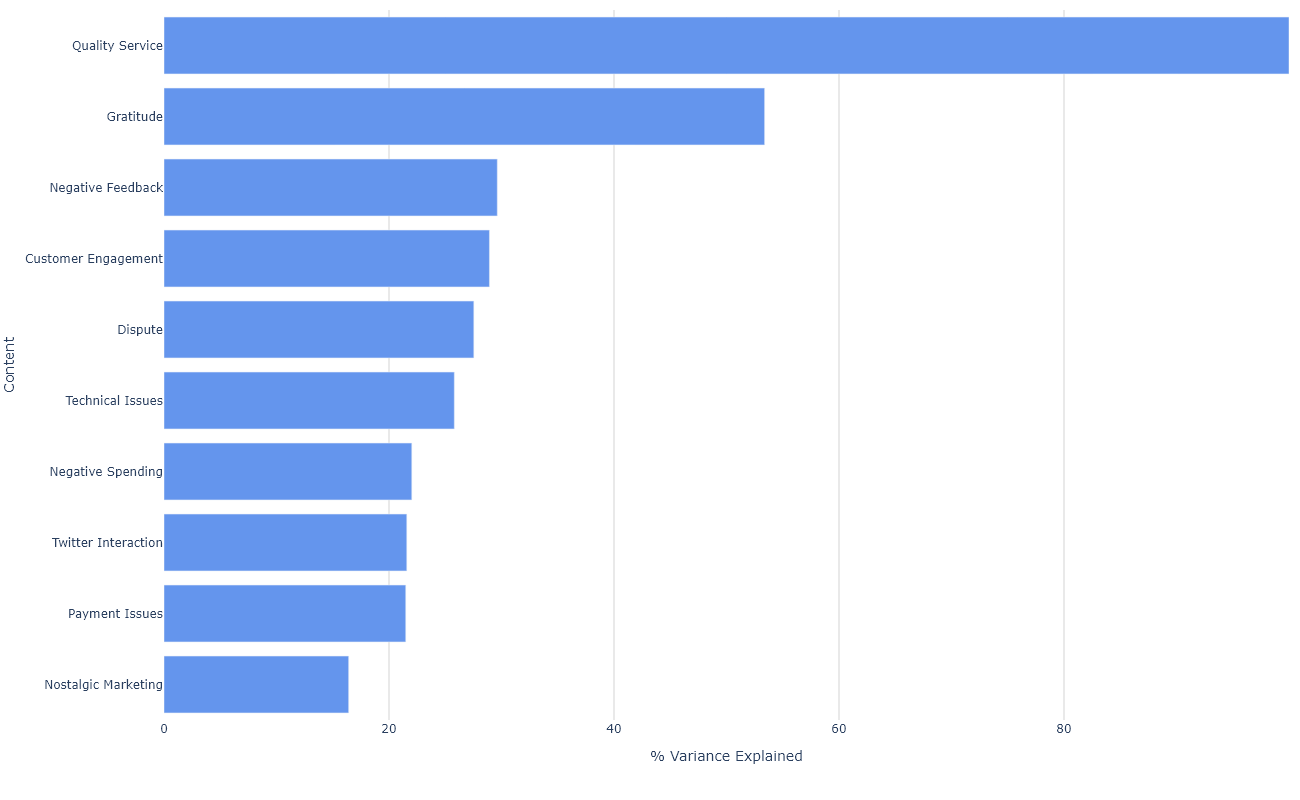 Quality Service
Gratitude
Negative Feedback
Customer Engagement
Dispute
Technical Issues
Negative Spending
Twitter Interaction
Payment Issues
Nostalgic Marketing
Content
0 20 40 60 80
% Variance Explained